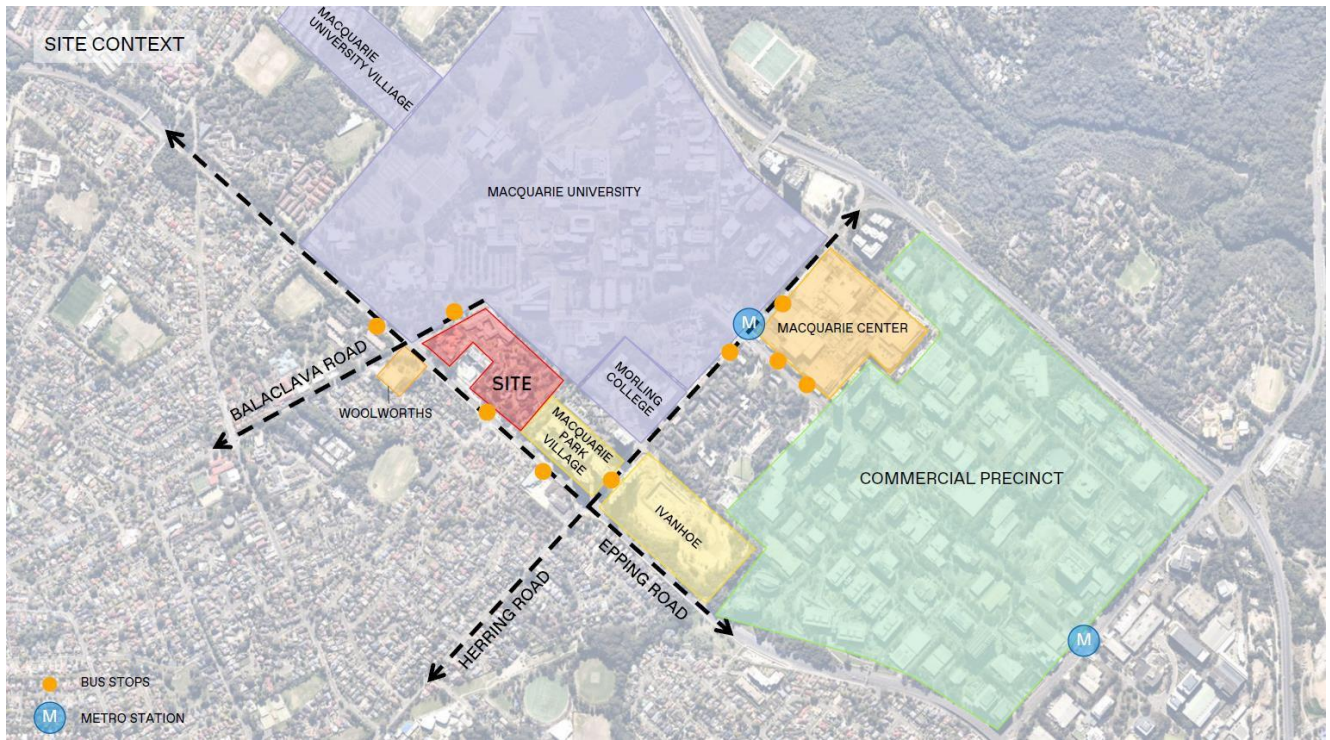 SITE CONTEXT
MACQUARIE
UNIVERSITY VILLIAGE
MACQUARIE UNIVERSITY
M
MACQUARIE CENTER
BALACLAVA ROAD
WOOLWORTHS
SITE
MORLING
COLLEGE
MACQUARIE
PARK
VILLAGE
IVANHOE
COMMERCIAL PRECINCT
HERRING ROAD
EPPING ROAD
M
BUS STOPS
M
METRO STATION